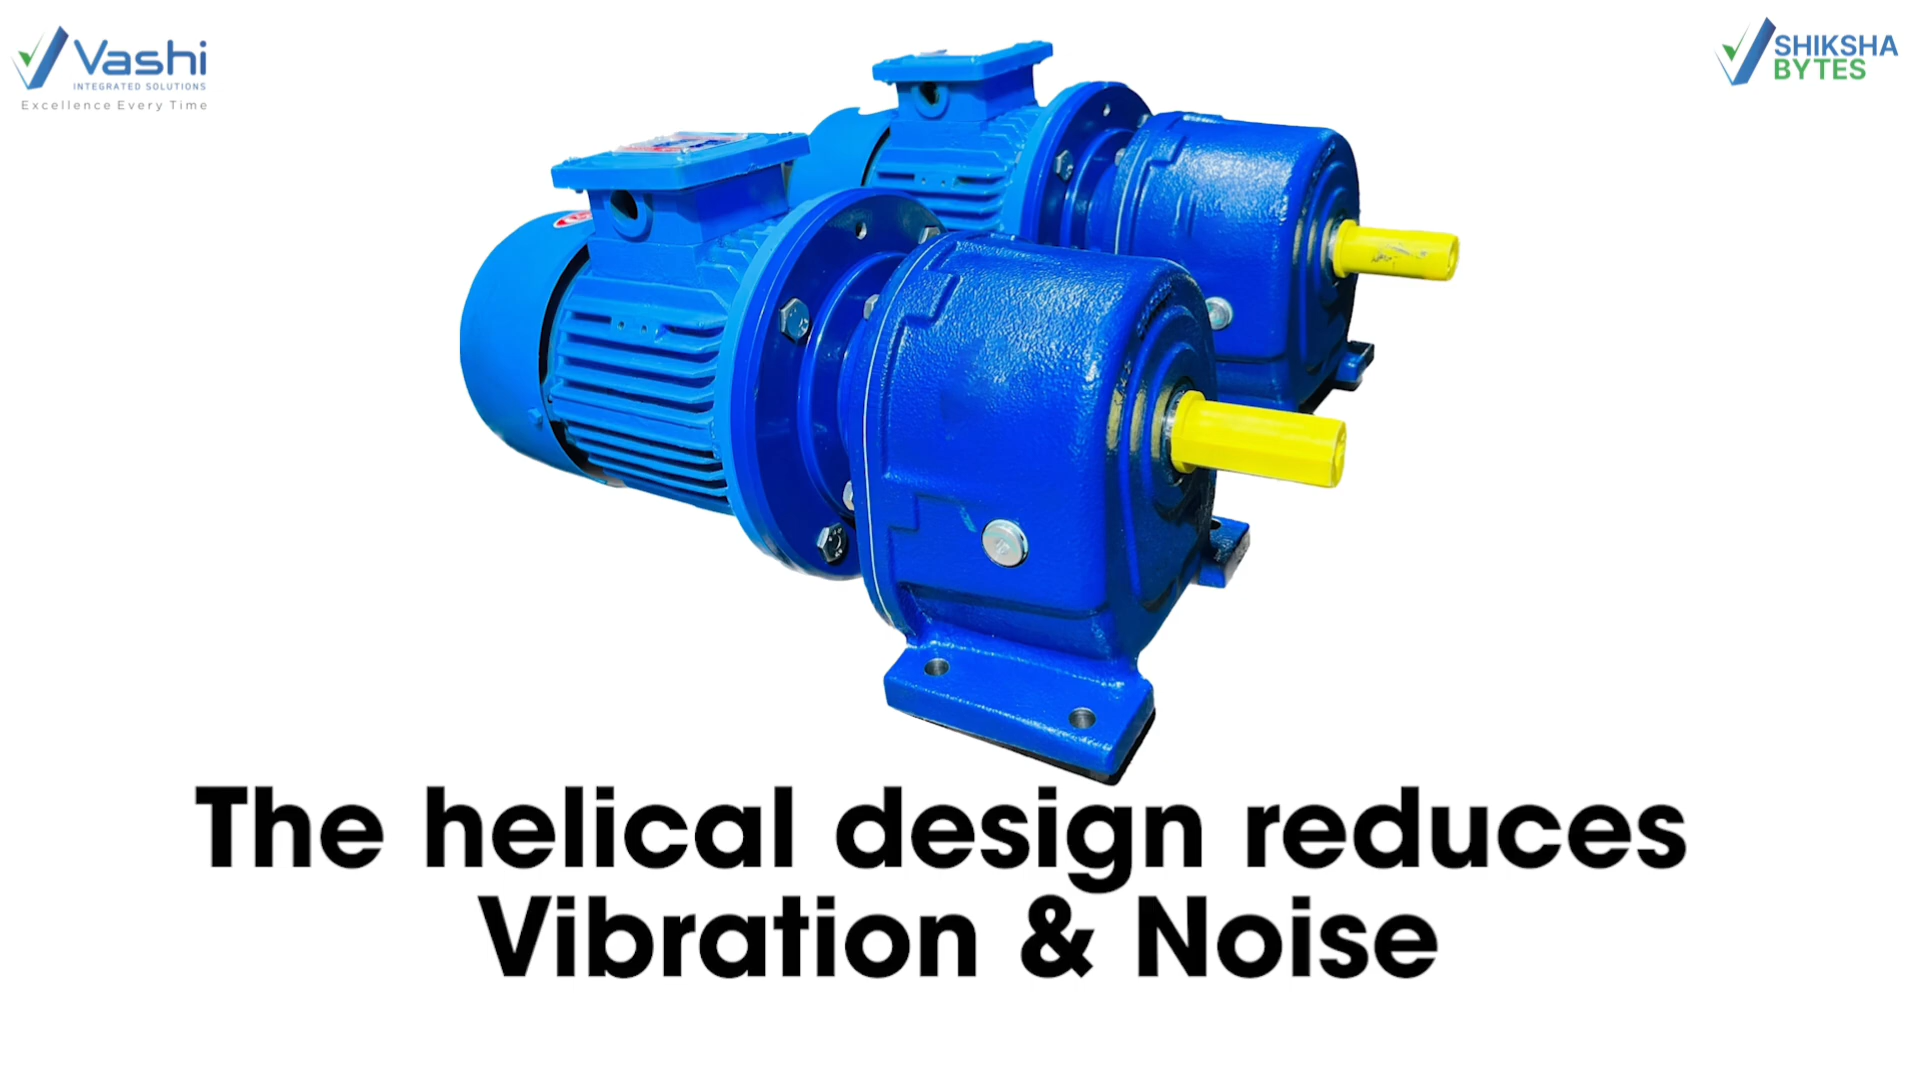 Vashi
INTEGRATED SOLUTIONS
Excellence Every Time
SHIKSHA
BYTES
The helical design reduces
Vibration & Noise